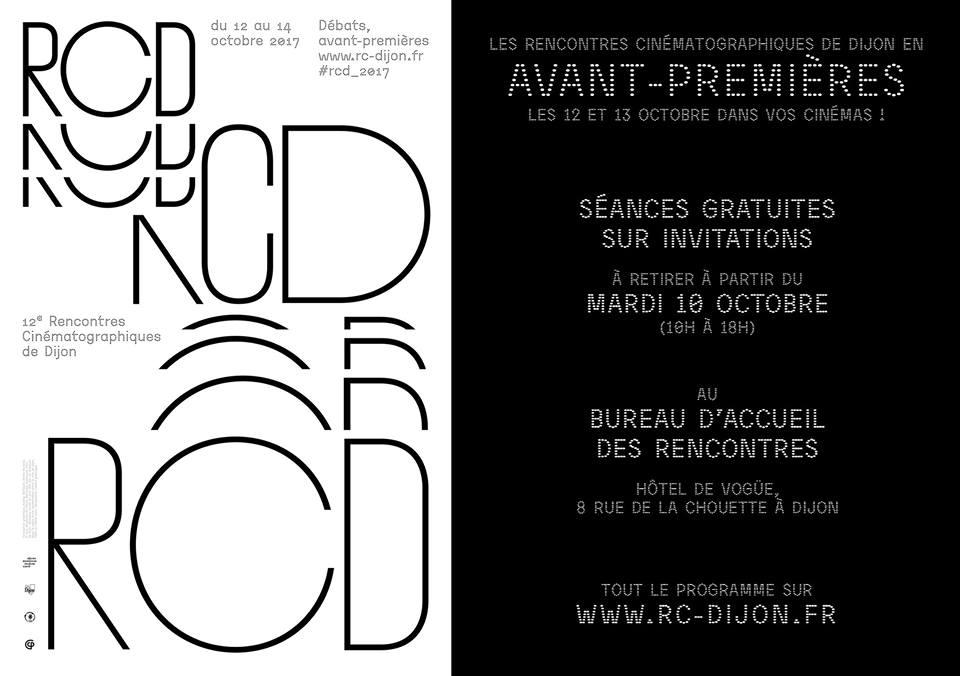 RCD
du 12 au 14
octobre 2017
Débats,
avant-premières
www.rc-dijon.fr
#rcd_2017
CD
12e Rencontres
Cinématographiques
de Dijon
RCD
LES RENCONTRES CINÉMATOGRAPHIQUES DE DIJON EN
AVANT-PREMIÈRES
LES 12 ET 13 OCTOBRE DANS VOS CINÉMAS !
SÉANCES GRATUITES
SUR INVITATIONS
À RETIRER À PARTIR DU
MARDI 10 OCTOBRE
(10H À 18H)
AU
BUREAU D'ACCUEIL
DES RENCONTRES
HÔTEL DE VOGÜE,
8 RUE DE LA CHOUETTE À DIJON
TOUT LE PROGRAMME SUR
WWW.RC-DIJON.FR